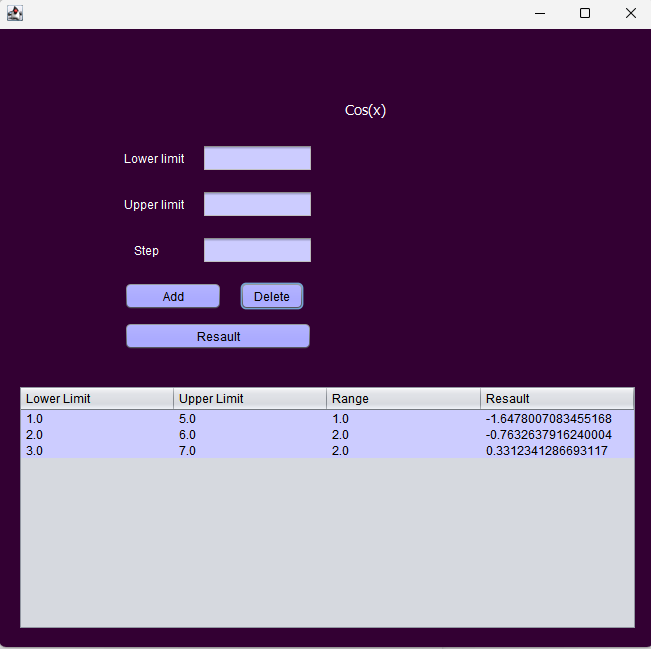 Cos(x)
Lower limit
Upper limit
Step
Add Delete
Resault
Lower Limit Upper Limit Range Resault
1.0 5.0 1.0 -1.6478007083455168
2.0 6.0 2.0 -0.7632637916240004
3.0 7.0 2.0 0.3312341286693117